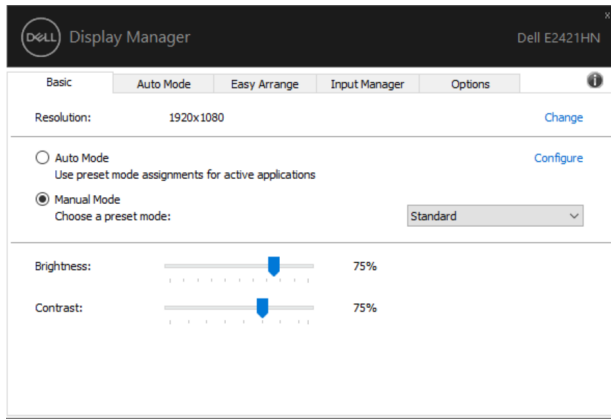 x
DELL Display Manager Dell E2421HN
Basic Auto Mode Easy Arrange Input Manager Options i
Resolution: 1920x1080 Change
Auto Mode Configure
Use preset mode assignments for active applications
Manual Mode
Choose a preset mode: Standard
Brightness: 75%
Contrast: 75%